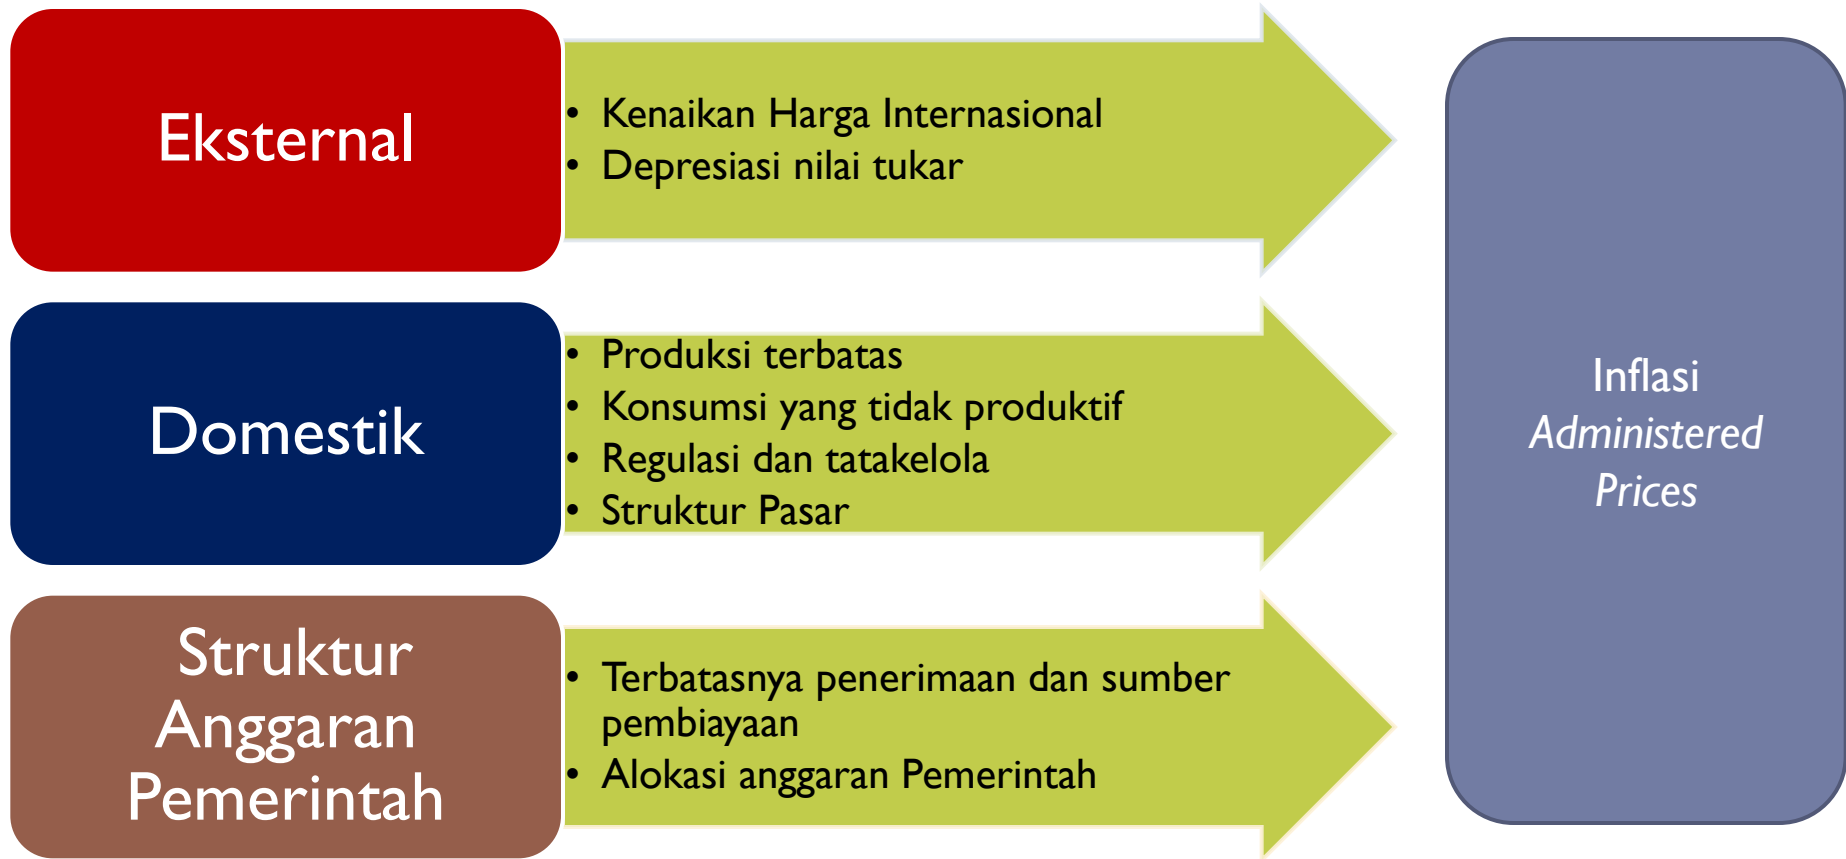 Eksternal
• Kenaikan Harga Internasional
• Depresiasi nilai tukar
Domestik
• Produksi terbatas
• Konsumsi yang tidak produktif
• Regulasi dan tatakelola
• Struktur Pasar
Struktur
Anggaran
Pemerintah
• Terbatasnya penerimaan dan sumber
pembiayaan
• Alokasi anggaran Pemerintah
Inflasi
Administered
Prices